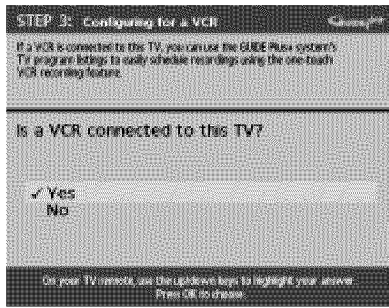 STEP 3: Configuring for a VCR
If a VCR is connected to this TV, you can use the GUIDE Plus+ system's
TV program listings to easily schedule recordings using the one-touch
VCR recording feature.
Is a VCR connected to this TV?
✓ Yes
No
On your TV remote, use the up/down keys to highlight your answer.
Press OK to choose.